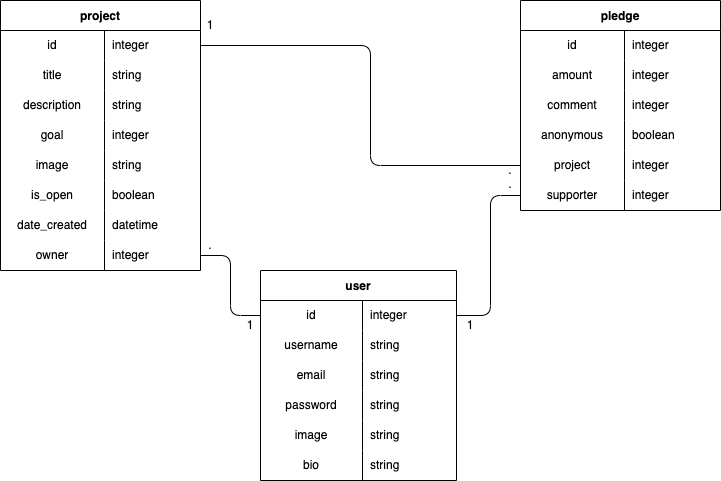 project
id integer
title string
description string
goal integer
image string
is_open boolean
date_created datetime
owner integer
1
.
pledge
id integer
amount integer
comment integer
anonymous boolean
project integer
supporter integer
.
.
user
id integer
username string
email string
password string
image string
bio string
1
1